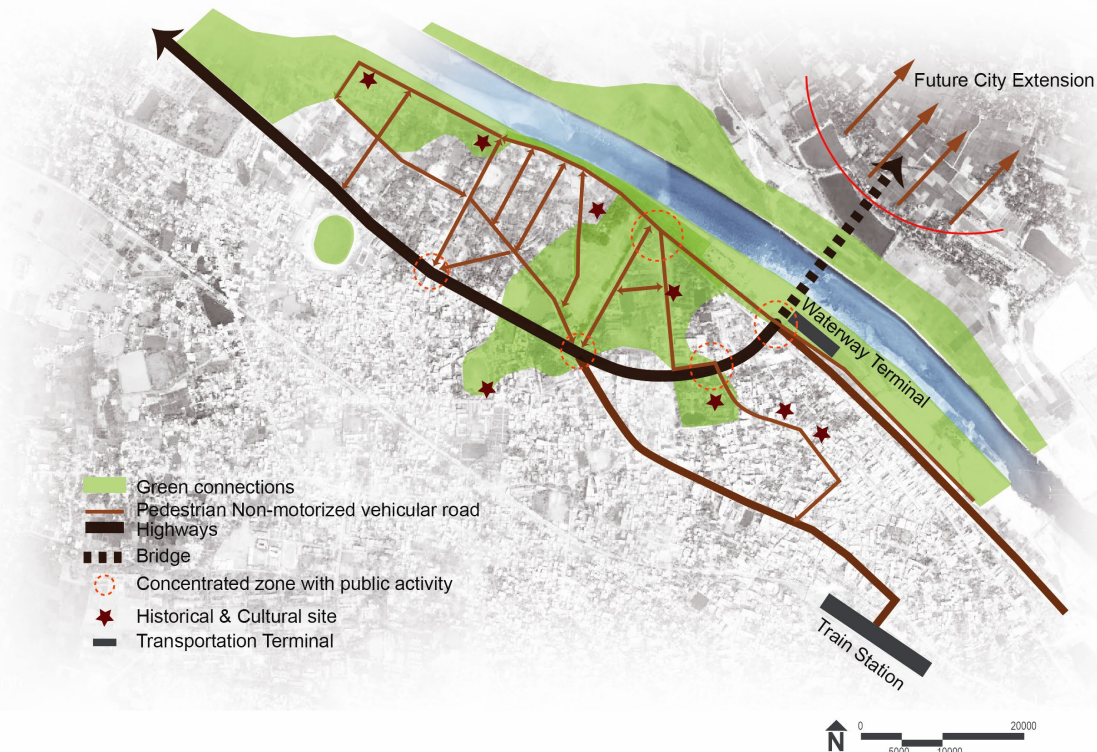 Future City Extension
Waterway Terminal
Green connections
Pedestrian Non-motorized vehicular road
Highways
Bridge
Concentrated zone with public activity
Historical & Cultural site
Transportation Terminal
Train Station
N
0 20000
5000 10000